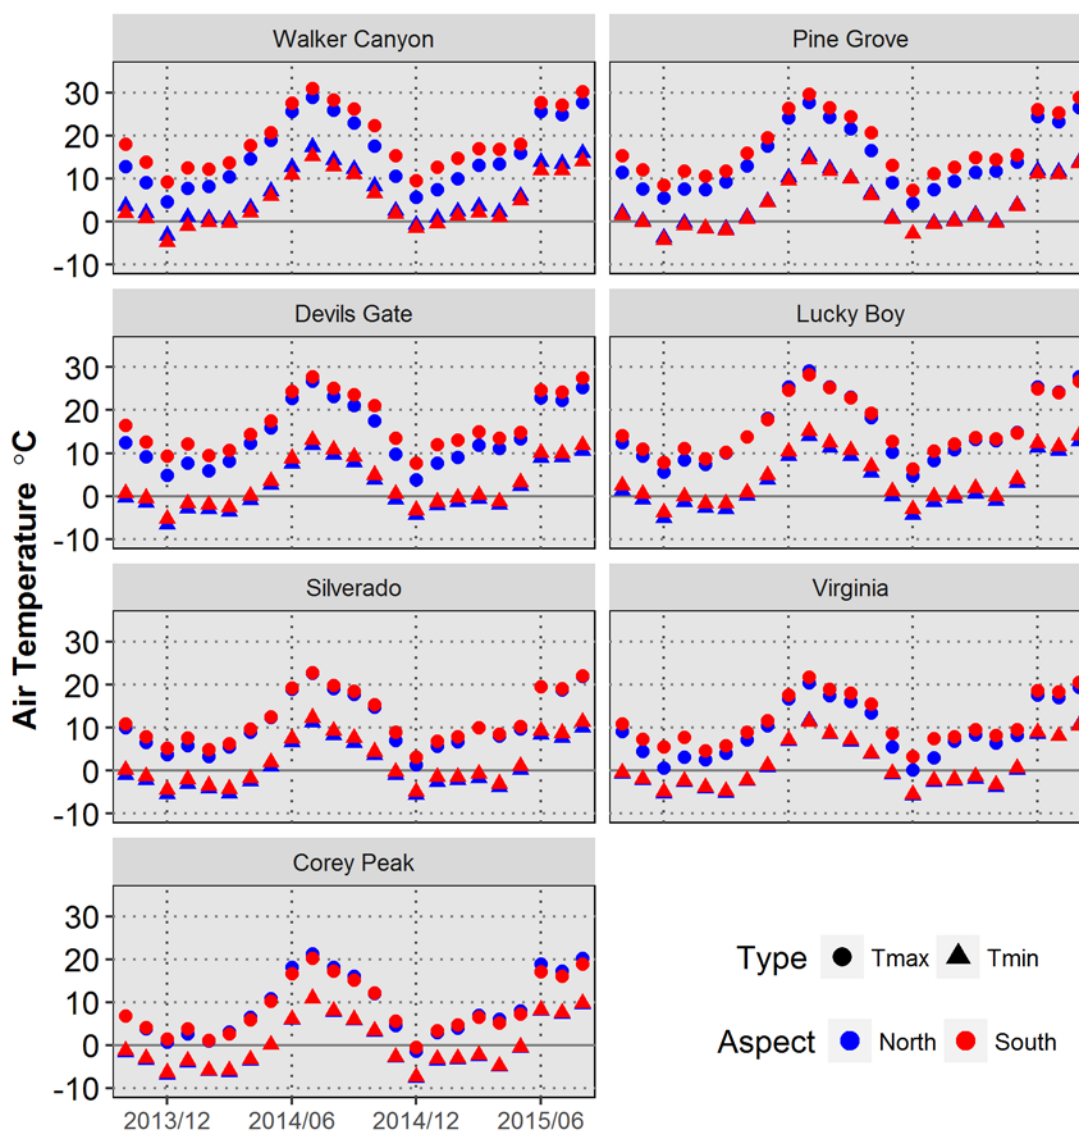 Walker Canyon
Pine Grove
30
20
10
0
-10
Devils Gate
Lucky Boy
30
20
10
0
-10
Silverado
Virginia
30
20
10
0
-10
Corey Peak
30
20
10
0
-10
2013/12 2014/06 2014/12 2015/06
Air Temperature °C
Type Tmax Tmin
Aspect North South